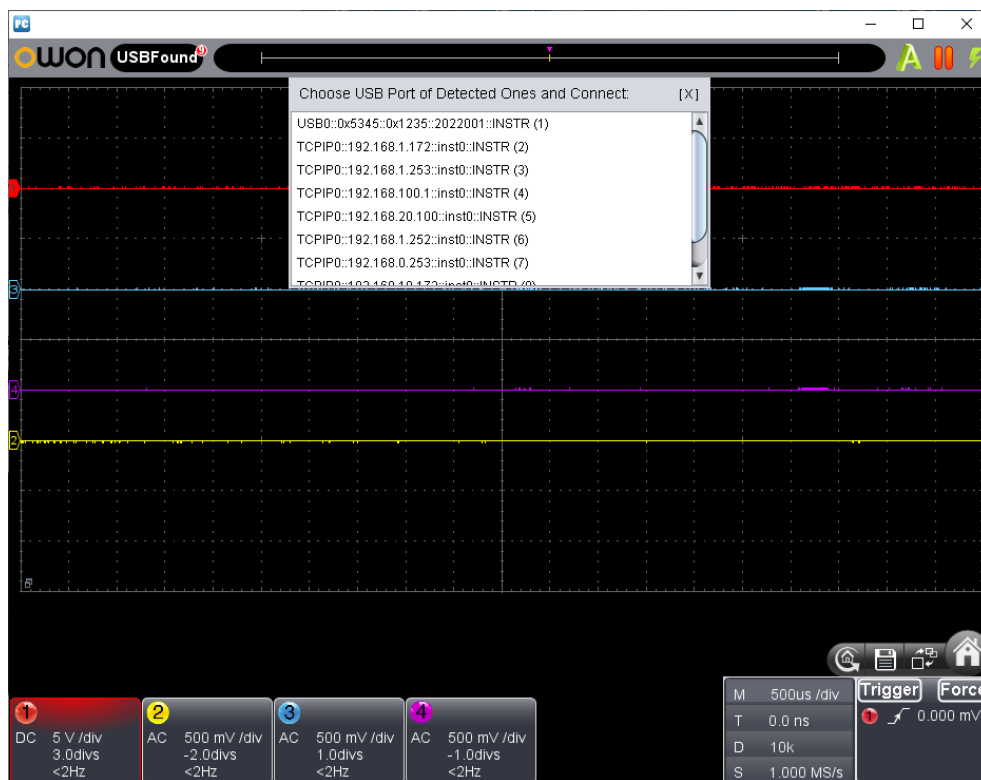 PC
OWON USBFound 9
A
Choose USB Port of Detected Ones and Connect: [X]
USB0::0x5345::0x1235::2022001::INSTR (1)
TCPIP0::192.168.1.172::inst0::INSTR (2)
TCPIP0::192.168.1.253::inst0::INSTR (3)
TCPIP0::192.168.100.1::inst0::INSTR (4)
TCPIP0::192.168.20.100::inst0::INSTR (5)
TCPIP0::192.168.1.252::inst0::INSTR (6)
TCPIP0::192.168.0.253::inst0::INSTR (7)
3
4
2
M 500us /div
T 0.0 ns
D 10k
S 1.000 MS/s
Trigger Force
1 0.000 mV
1
DC 5 V /div
3.0divs
<2Hz
2
AC 500 mV /div
-2.0divs
<2Hz
3
AC 500 mV /div
1.0divs
<2Hz
4
AC 500 mV /div
-1.0divs
<2Hz